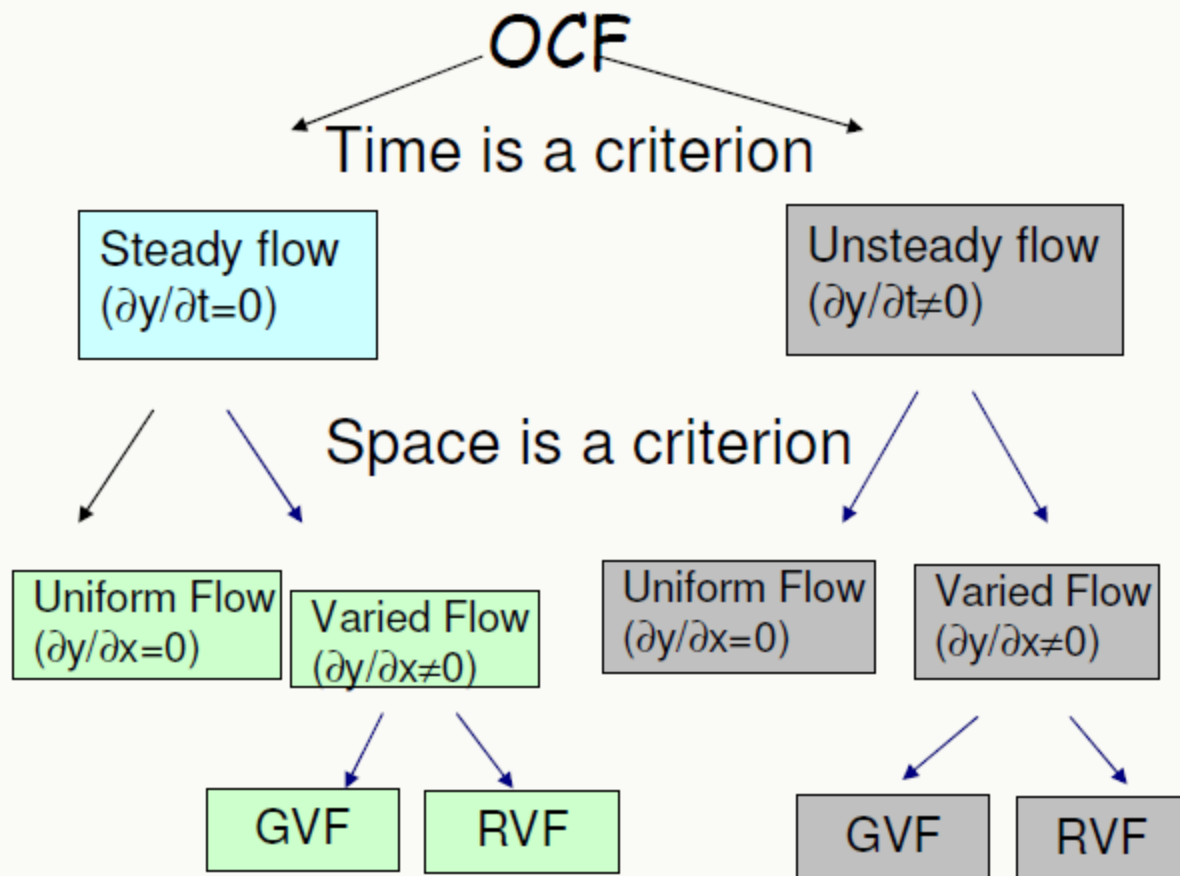 OCF
Time is a criterion
Steady flow
(∂y/∂t=0)
Unsteady flow
(∂y/∂t≠0)
Space is a criterion
Uniform Flow
(∂y/∂x=0)
Varied Flow
(∂y/∂x≠0)
Uniform Flow
(∂y/∂x=0)
Varied Flow
(∂y/∂x≠0)
GVF
RVF
GVF
RVF